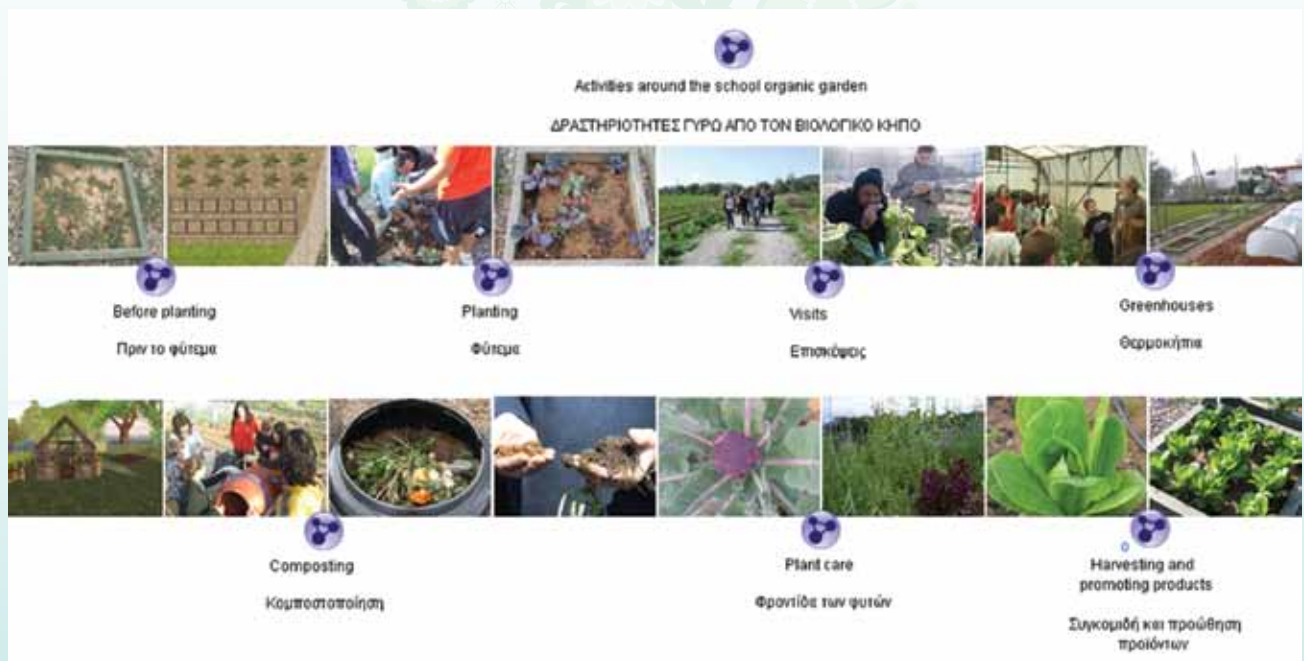 Activities around the school organic garden
ΔΡΑΣΤΗΡΙΟΤΗΤΕΣ ΓΥΡΩ ΑΠΟ ΤΟΝ ΒΙΟΛΟΓΙΚΟ ΚΗΠΟ
Before planting
Πριν το φύτεμα
Planting
Φύτεμα
Visits
Επισκέψεις
Greenhouses
Θερμοκήπια
Composting
Κομποστοποίηση
Plant care
Φροντίδα των φυτών
Harvesting and
promoting products
Συγκομιδή και προώθηση
προϊόντων